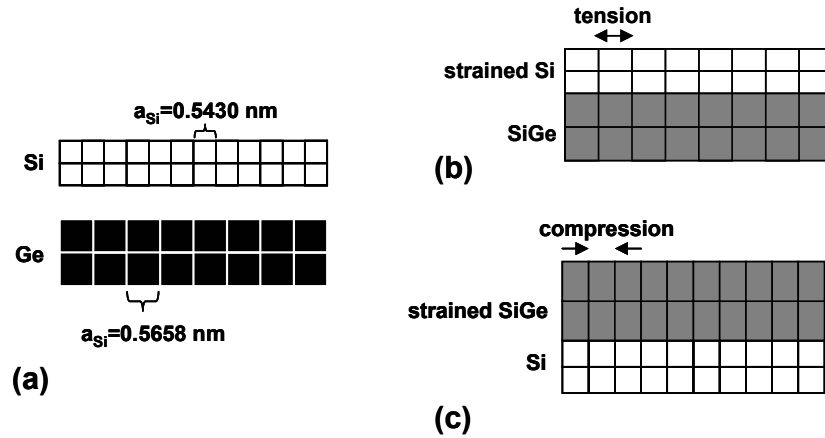 a_Si=0.5430 nm
Si
Ge
a_Si=0.5658 nm
(a)
tension
strained Si
SiGe
(b)
compression
strained SiGe
Si
(c)